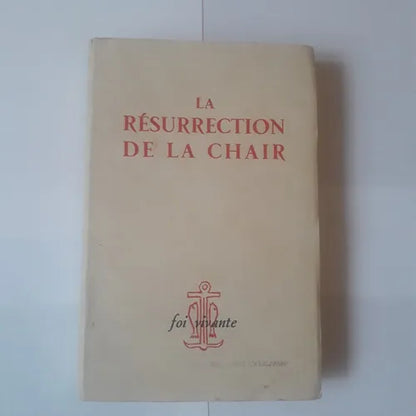 LA
RÉSURRECTION
DE LA CHAIR
foi vivante